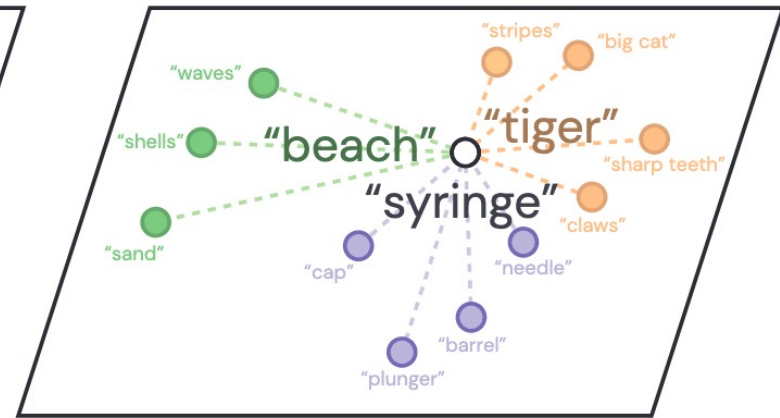 “stripes”
“big cat”
“waves”
“tiger”
“shells”
“beach”
“sharp teeth”
“syringe”
“claws”
“sand”
“cap”
“needle”
“barrel”
“plunger”